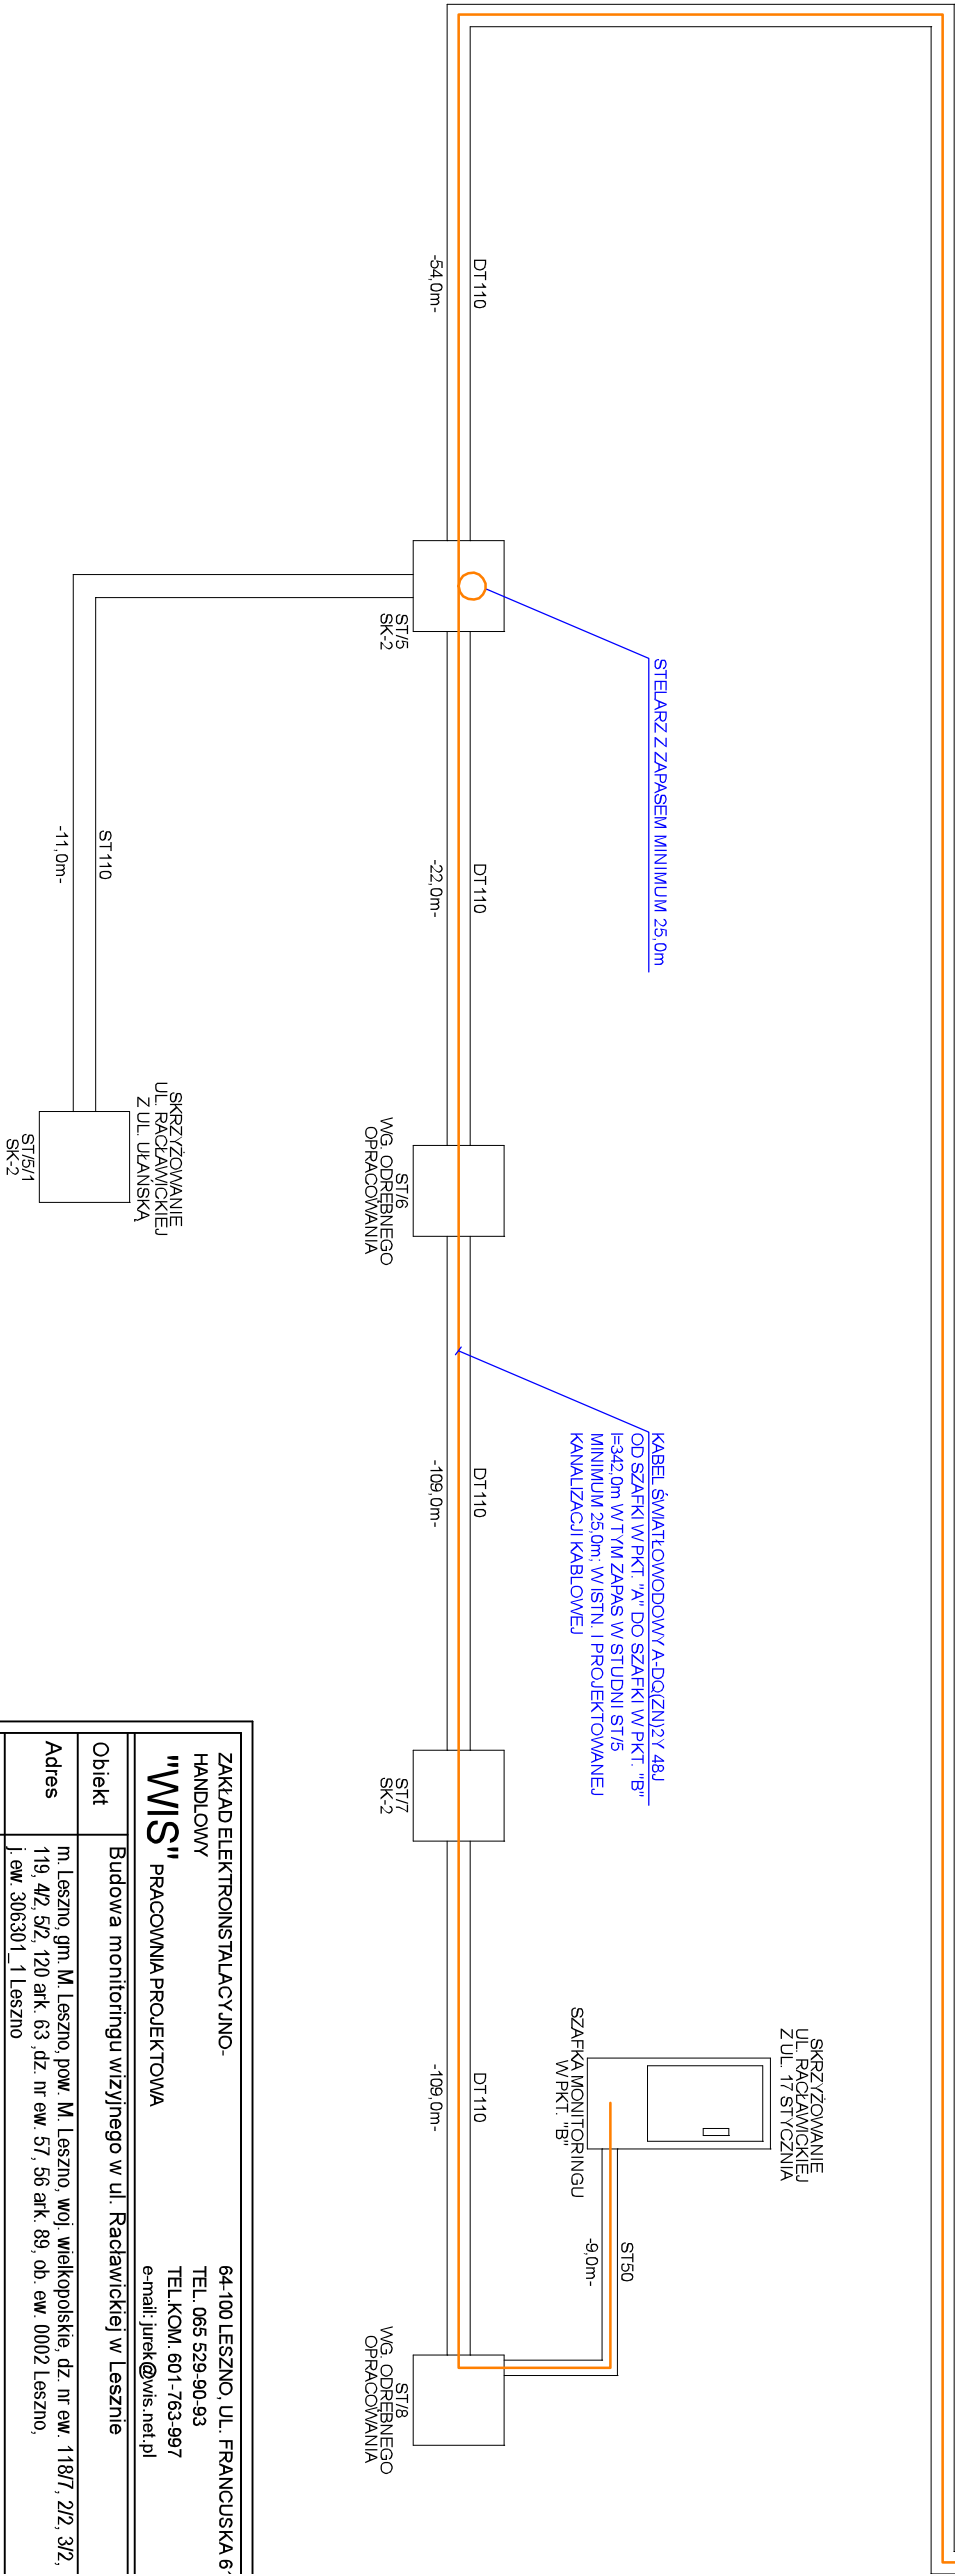 DT110
-54,0m-
ST/5
SK-2
STELARZ Z ZAPASEM MINIMUM 25,0m
DT110
-22,0m-
ST110
-11,0m-
SKRZYŻOWANIE
UL. RACŁAWICKIEJ
Z UL. UŁAŃSKĄ
ST/5/1
SK-2
ST/6
WG. ODRĘBNEGO
OPRACOWANIA
KABEL ŚWIATŁOWODOWY A-DQ(ZN)2Y 48J
OD SZAFKI W PKT. "A" DO SZAFKI W PKT. "B"
l=342,0m W TYM ZAPAS W STUDNI ST/5
MINIMUM 25,0m; W ISTN. I PROJEKTOWANEJ
KANALIZACJI KABLOWEJ
DT110
-109,0m-
ST/7
SK-2
DT110
-109,0m-
SKRZYŻOWANIE
UL. RACŁAWICKIEJ
Z UL. 17 STYCZNIA
SZAFKA MONITORINGU
W PKT. "B"
ST50
-9,0m-
ST/8
WG. ODRĘBNEGO
OPRACOWANIA
ZAKŁAD ELEKTROINSTALACYJNO-
HANDLOWY
"WIS" PRACOWNIA PROJEKTOWA
64-100 LESZNO, UL. FRANCUSKA
TEL. 065 529-90-93
TEL.KOM. 601-763-997
e-mail: jurek@wis.net.pl
Obiekt Budowa monitoringu wizyjnego w ul. Racławickiej w Lesznie
Adres m. Leszno, gm. M. Leszno, pow. M. Leszno, woj. wielkopolskie, dz. nr ew. 118/7, 2/2, 3/2,
119, 4/2, 5/2, 120 ark. 63 ,dz. nr ew. 57, 56 ark. 89, ob. ew. 0002 Leszno,
j. ew. 306301_1 Leszno